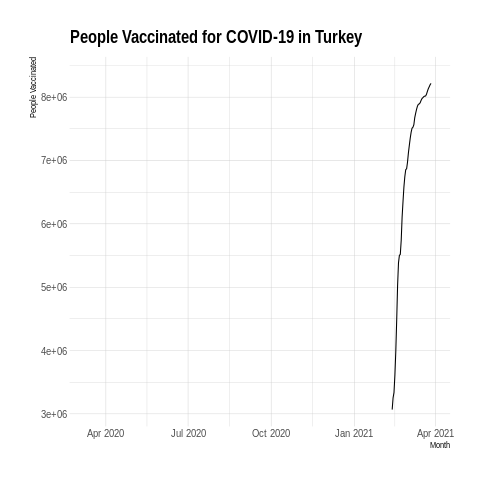 People Vaccinated for COVID-19 in Turkey
People Vaccinated
8e+06
7e+06
6e+06
5e+06
4e+06
3e+06
Apr 2020 Jul 2020 Oct 2020 Jan 2021 Apr 2021
Month